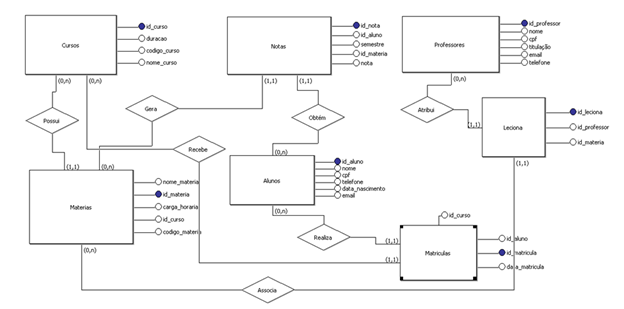 Cursos
id_curso
duracao
codigo_curso
nome_curso
(0,n)
(0,n)
Notas
id_nota
id_aluno
semestre
id_materia
nota
(1,1)
(1,1)
Professores
id_professor
nome
cpf
titulação
email
telefone
(0,n)
Possui
Gera
Obtém
Recebe
Atribui
(1,1)
Leciona
id_leciona
id_professor
id_materia
(1,1)
(1,1)
(0,n)
Materias
nome_materia
id_materia
carga_horaria
id_curso
codigo_materia
(0,n)
(0,n)
Alunos
id_aluno
nome
cpf
telefone
data_nascimento
email
(0,n)
Realiza
(1,1)
(1,1)
Matriculas
id_curso
id_aluno
id_matricula
data_matricula
Associa